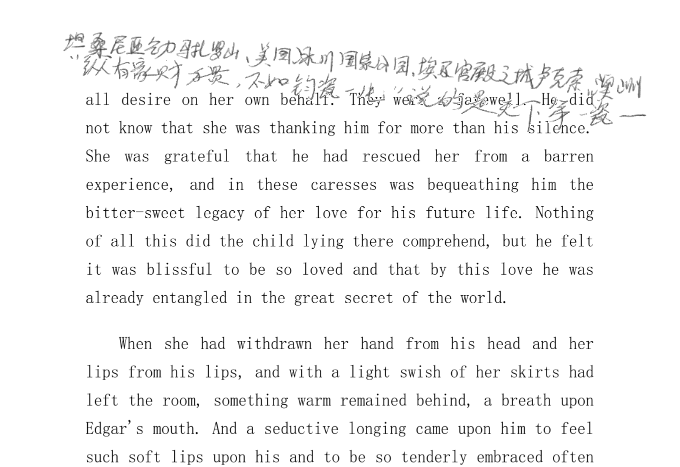 坦桑尼亚乞力马扎罗山、美国冰川国家公园,埃及宫殿之城卢克索,澳洲
“纵有家财万贯,不如钧瓷一件”说的是天下第一瓷一
all desire on her own behalf. They were a farewell. He did
not know that she was thanking him for more than his silence.
She was grateful that he had rescued her from a barren
experience, and in these caresses was bequeathing him the
bitter-sweet legacy of her love for his future life. Nothing
of all this did the child lying there comprehend, but he felt
it was blissful to be so loved and that by this love he was
already entangled in the great secret of the world.
When she had withdrawn her hand from his head and her
lips from his lips, and with a light swish of her skirts had
left the room, something warm remained behind, a breath upon
Edgar's mouth. And a seductive longing came upon him to feel
such soft lips upon his and to be so tenderly embraced often